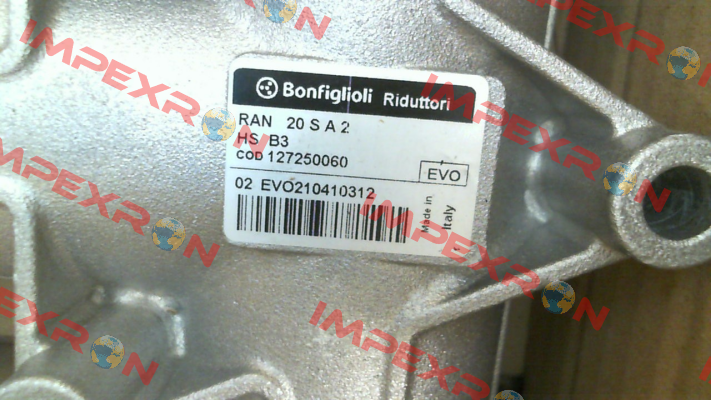 Bonfiglioli Riduttori
RAN 20 S A 2
HS B3
COD 127250060
EVO
02 EVO210410312
Made in
Italy
IMPEXRON
IMPEXRON
IMPEXRON
IMPEXRON
IMPEXRON
IMPEXRON